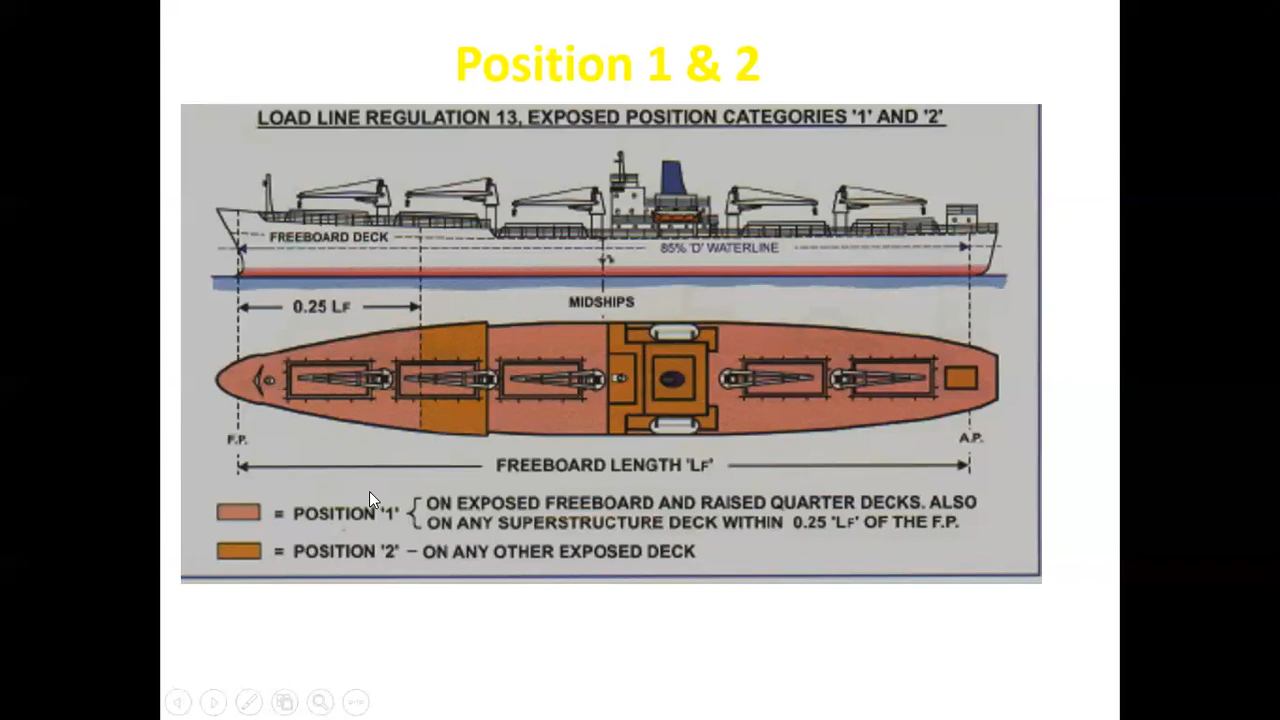 Position 1 & 2
LOAD LINE REGULATION 13, EXPOSED POSITION CATEGORIES '1' AND '2'
FREEBOARD DECK
85% 'D' WATERLINE
0.25 LF
MIDSHIPS
F.P.
A.P.
FREEBOARD LENGTH 'LF'
= POSITION '1' { ON EXPOSED FREEBOARD AND RAISED QUARTER DECKS. ALSO
ON ANY SUPERSTRUCTURE DECK WITHIN 0.25 'LF' OF THE F.P.
= POSITION '2' – ON ANY OTHER EXPOSED DECK